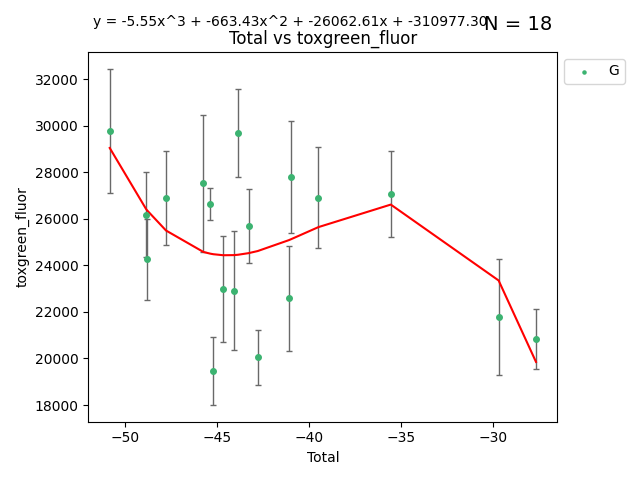 y = -5.55x^3 + -663.43x^2 + -26062.61x + -310977.30
N = 18
Total vs toxgreen_fluor
G
toxgreen_fluor
32000
30000
28000
26000
24000
22000
20000
18000
−50
−45
−40
−35
−30
Total